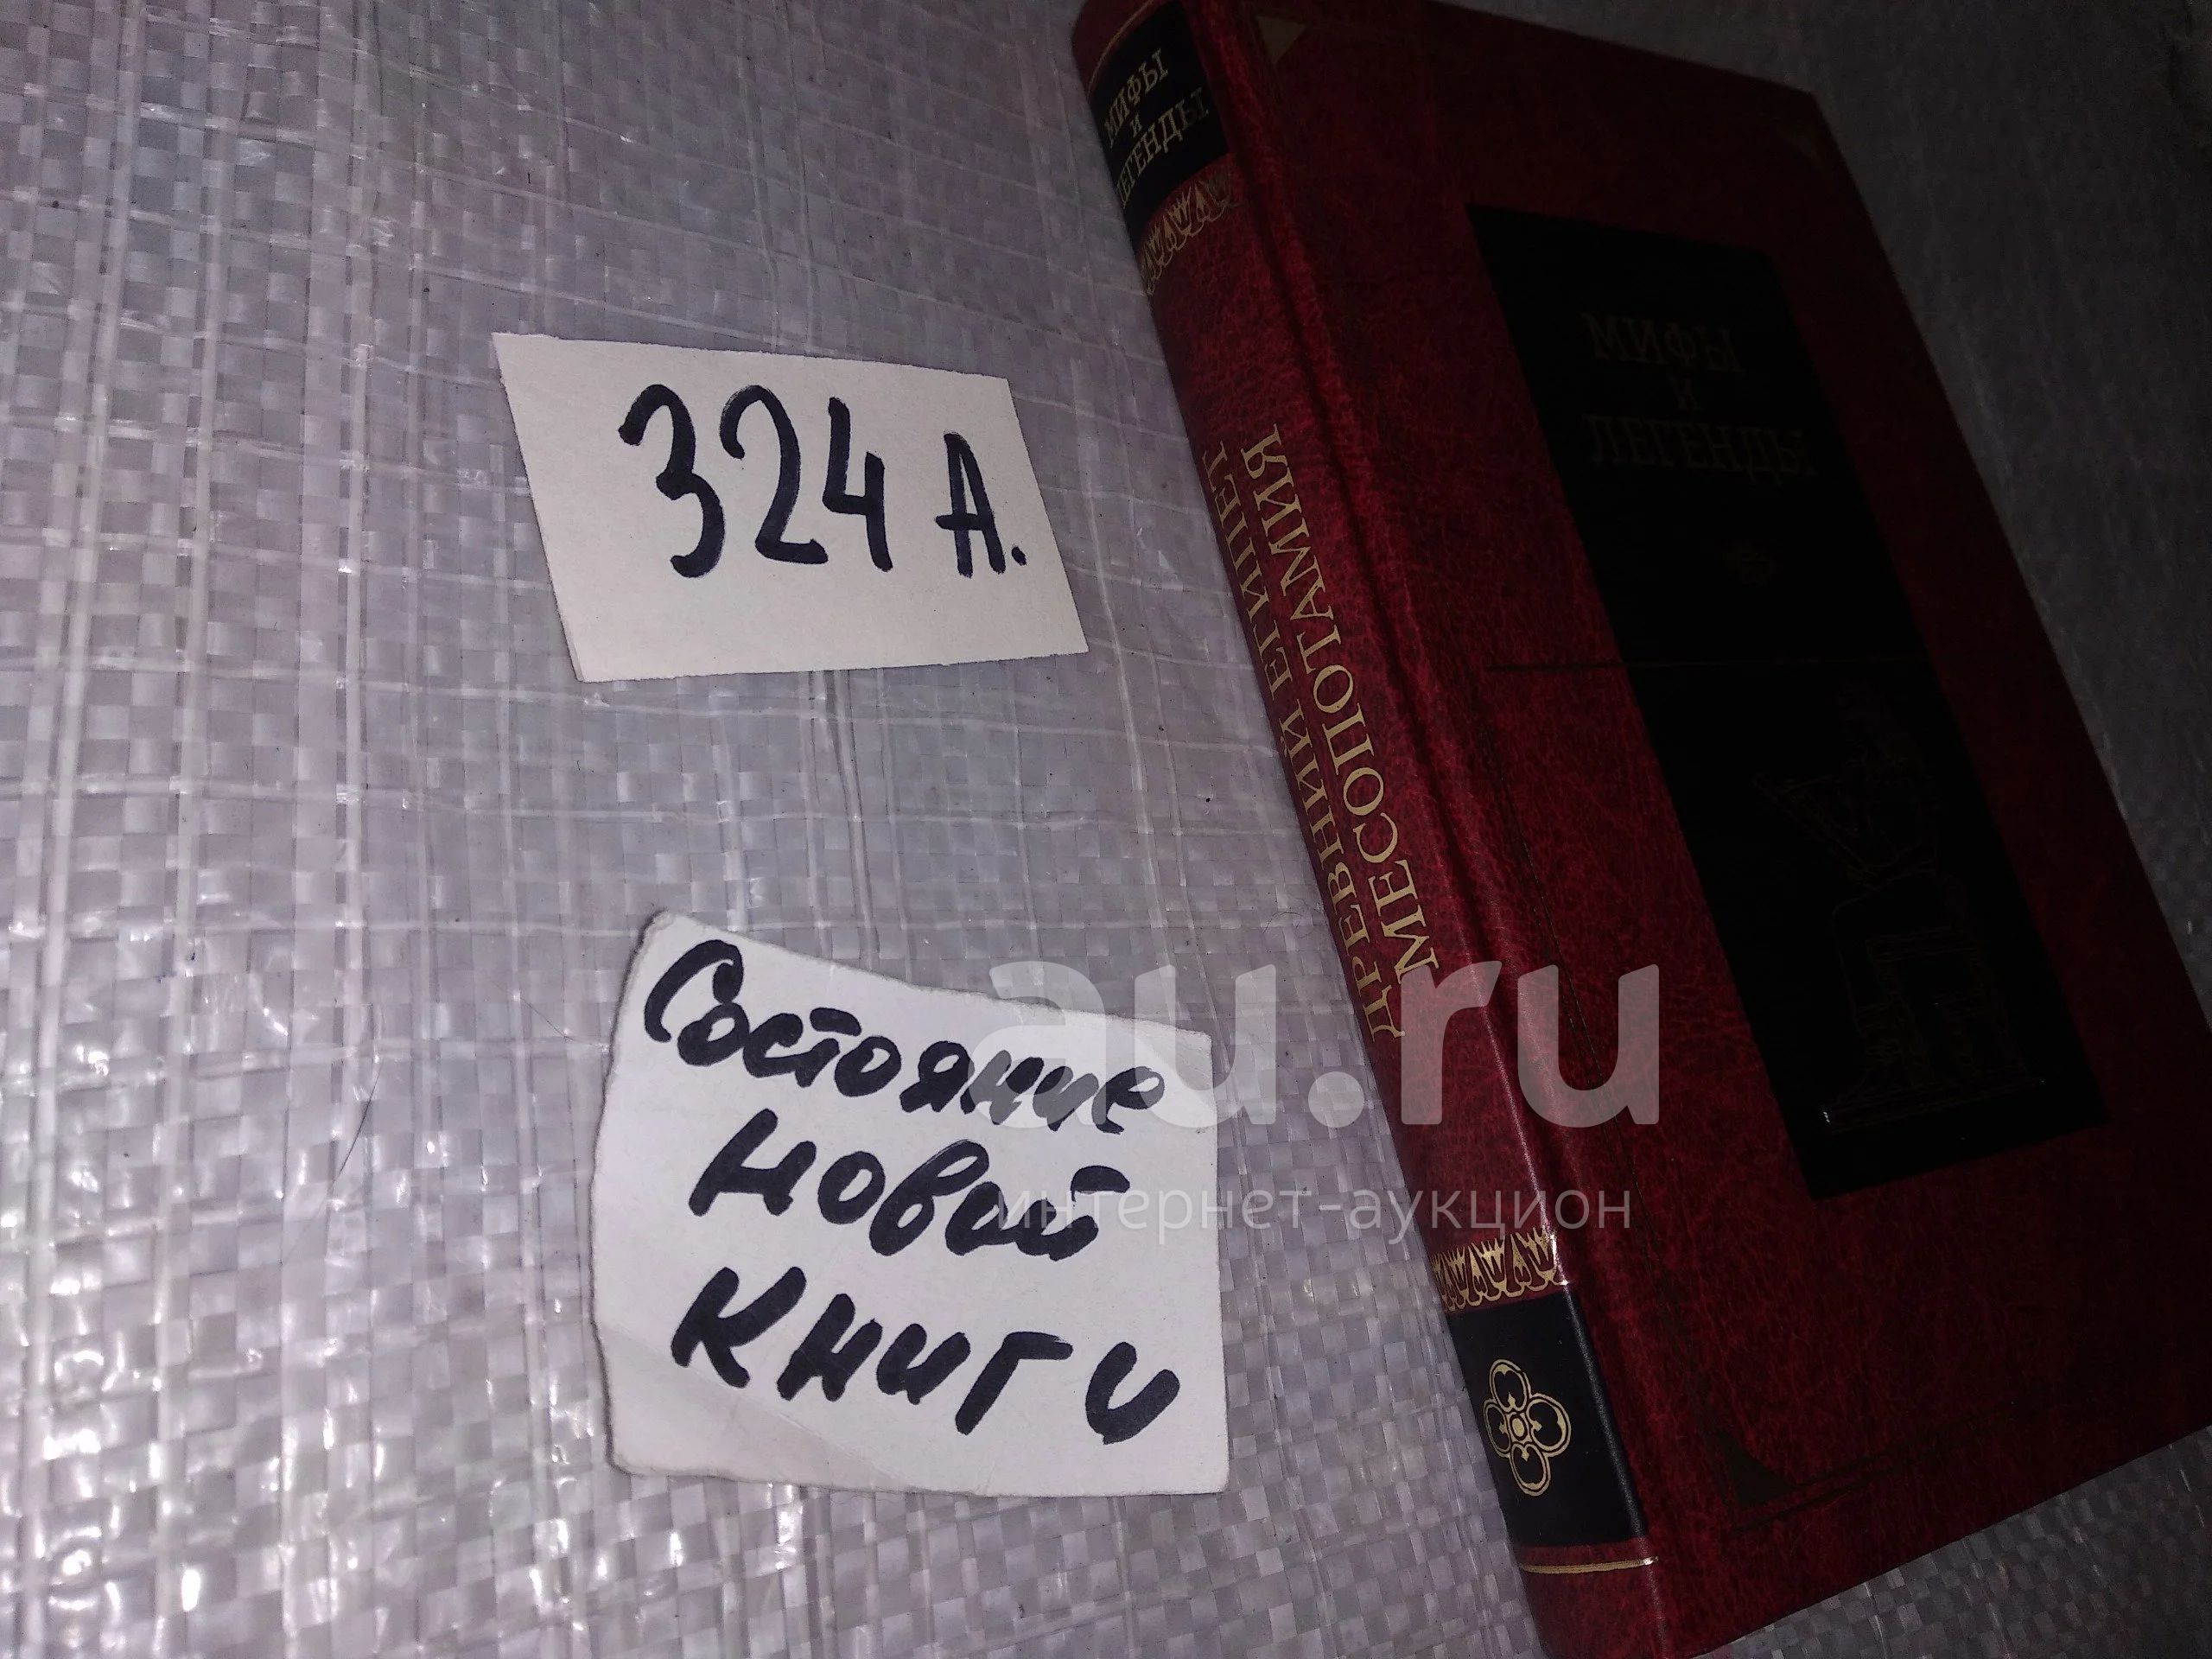 МИФЫ
И
ЛЕГЕНДЫ
ДРЕВНИЙ ЕГИПЕТ
МЕСОПОТАМИЯ
МИФЫ
И
ЛЕГЕНДЫ
324 А.
Состояние
новой
книги
au.ru
интернет-аукцион